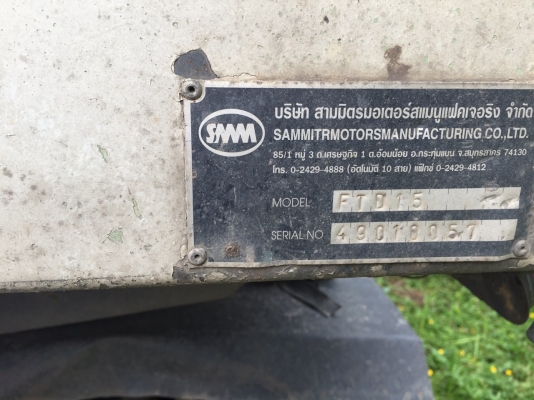 SMM
บริษัท สามมิตรมอเตอร์สแมนูแฟคเจอริง จำกัด
SAMMITRMOTORSMANUFACTURING CO.,LTD.
85/1 หมู่ 3 ถ.เศรษฐกิจ 1 ต.อ้อมน้อย อ.กระทุ่มแบน จ.สมุทรสาคร 74130
โทร. 0-2429-4888 (อัตโนมัติ 10 สาย) แฟ็กซ์ 0-2429-4812
MODEL FTD15
SERIAL NO 49018057